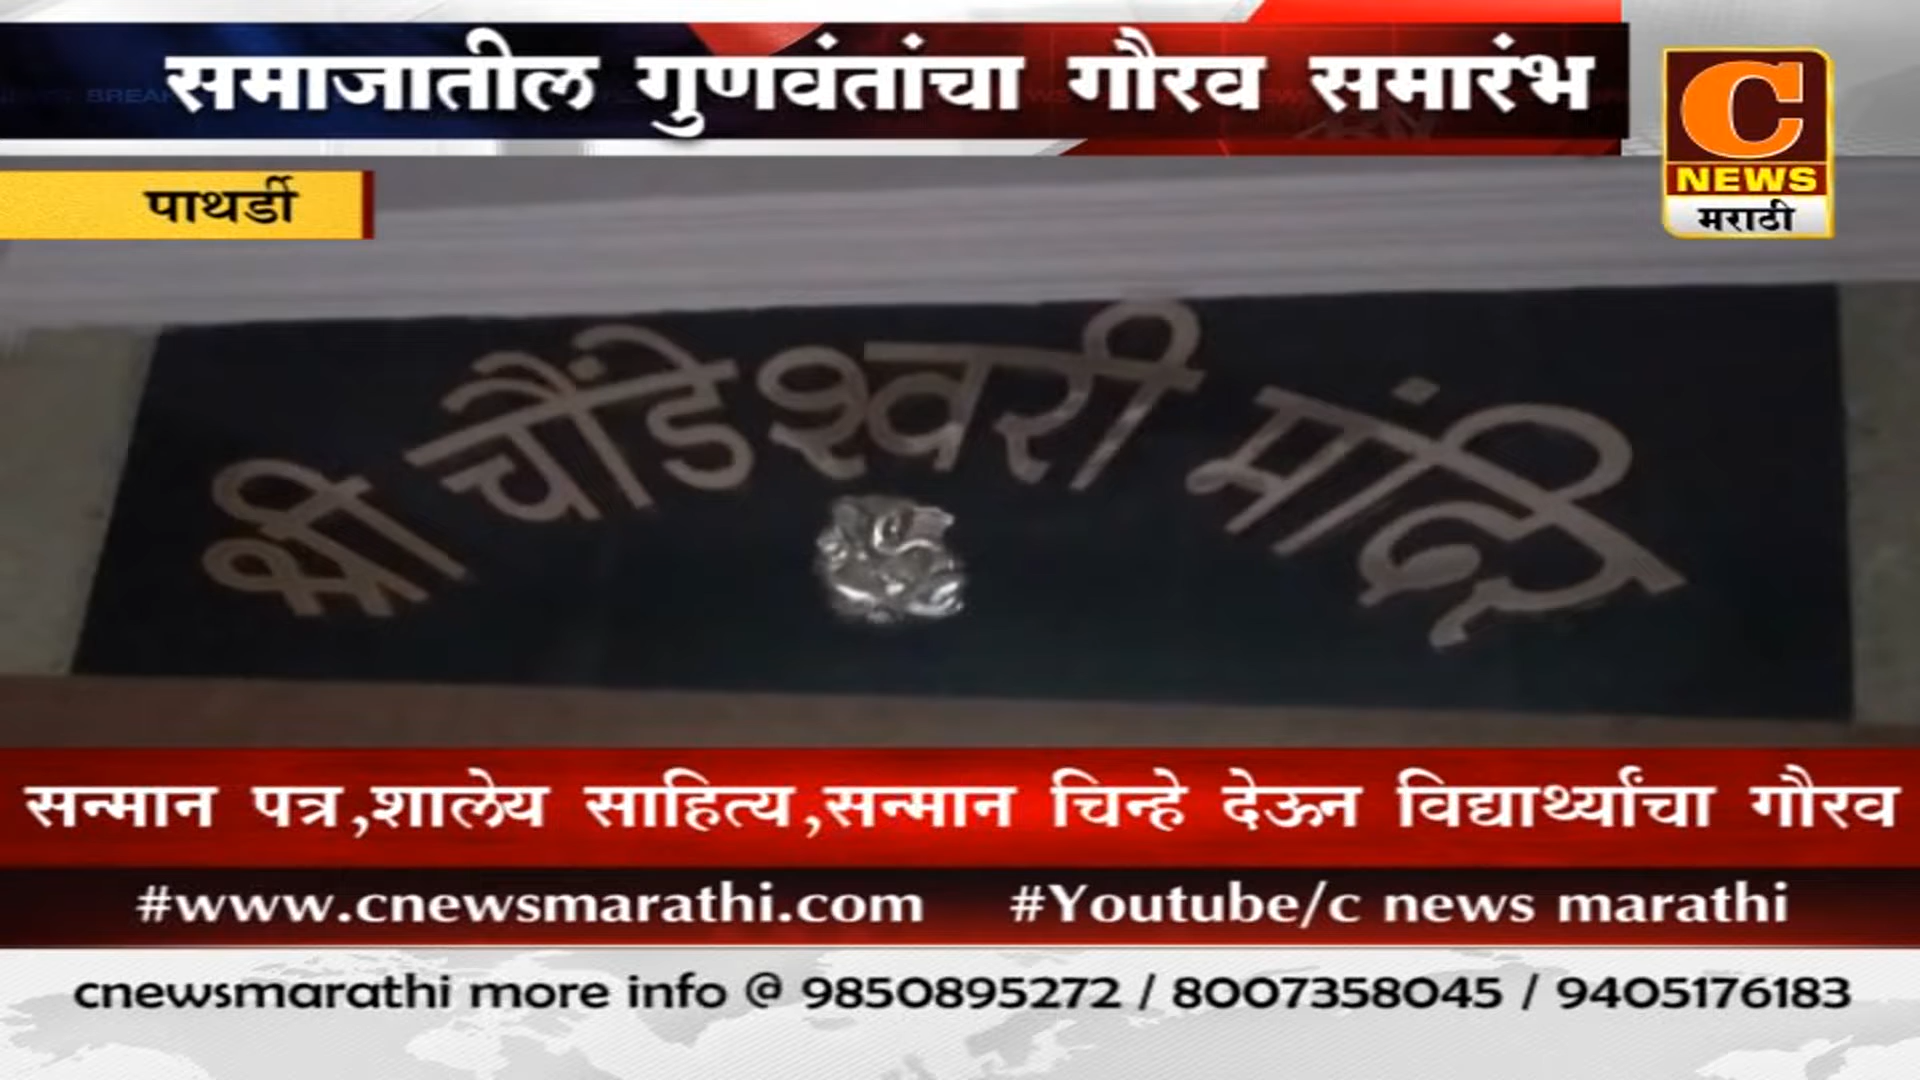 समाजातील गुणवंतांचा गौरव समारंभ
C
NEWS
मराठी
पाथर्डी
श्री चौंडेश्वरी मंदिर
सन्मान पत्र,शालेय साहित्य,सन्मान चिन्हे देऊन विद्यार्थ्यांचा गौरव
#www.cnewsmarathi.com #Youtube/c news marathi
cnewsmarathi more info @ 9850895272 / 8007358045 / 9405176183